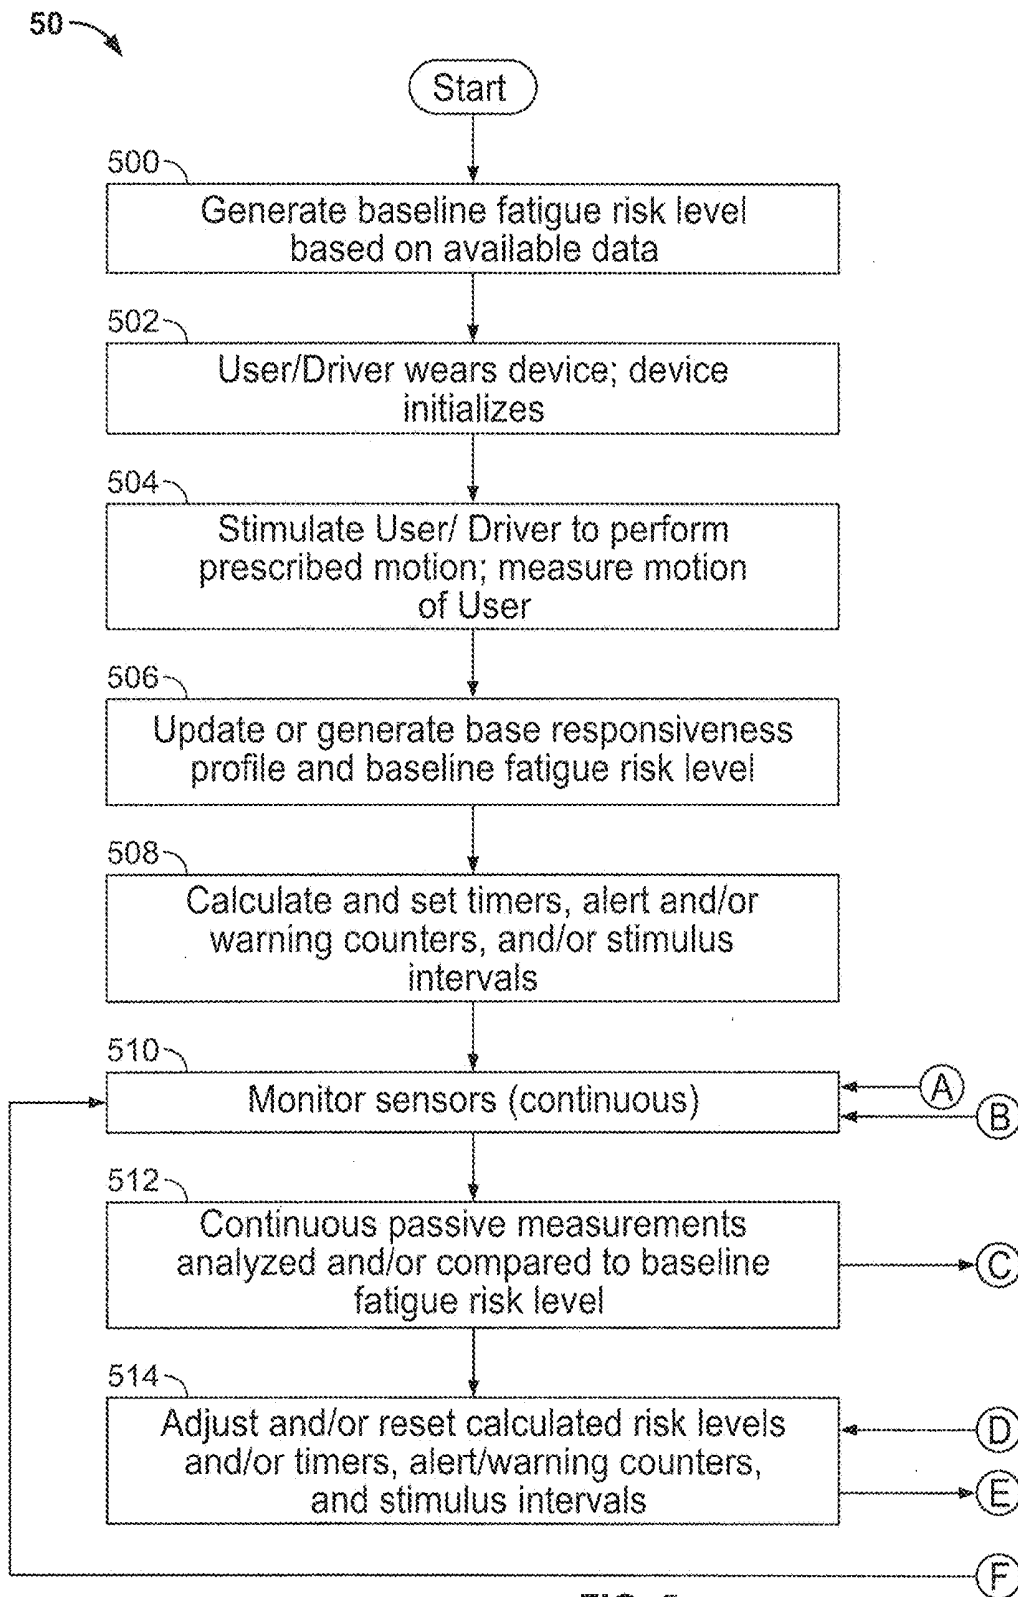 50
Start
500
Generate baseline fatigue risk level
based on available data
502
User/Driver wears device; device
initializes
504
Stimulate User/ Driver to perform
prescribed motion; measure motion
of User
506
Update or generate base responsiveness
profile and baseline fatigue risk level
508
Calculate and set timers, alert and/or
warning counters, and/or stimulus
intervals
510
Monitor sensors (continuous)
A
B
512
Continuous passive measurements
analyzed and/or compared to baseline
fatigue risk level
C
514
Adjust and/or reset calculated risk levels
and/or timers, alert/warning counters,
and stimulus intervals
D
E
F